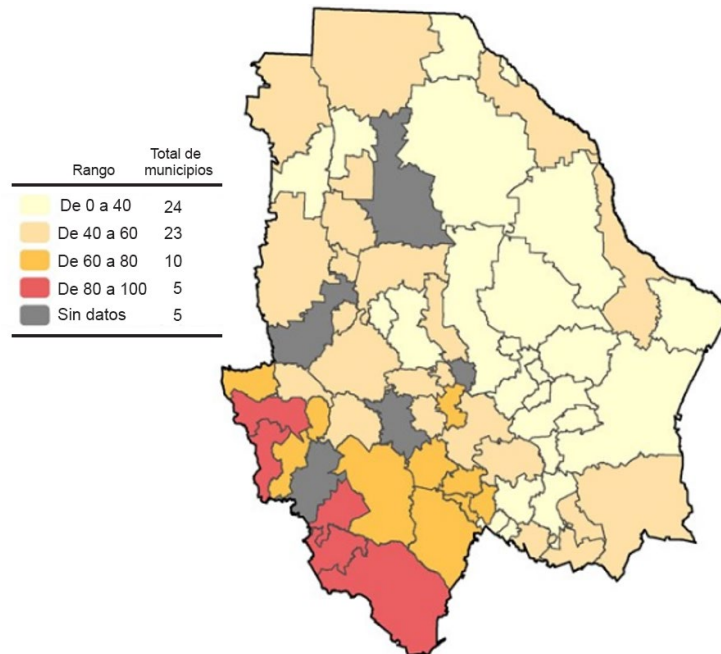 Rango Total de
municipios
De 0 a 40 24
De 40 a 60 23
De 60 a 80 10
De 80 a 100 5
Sin datos 5